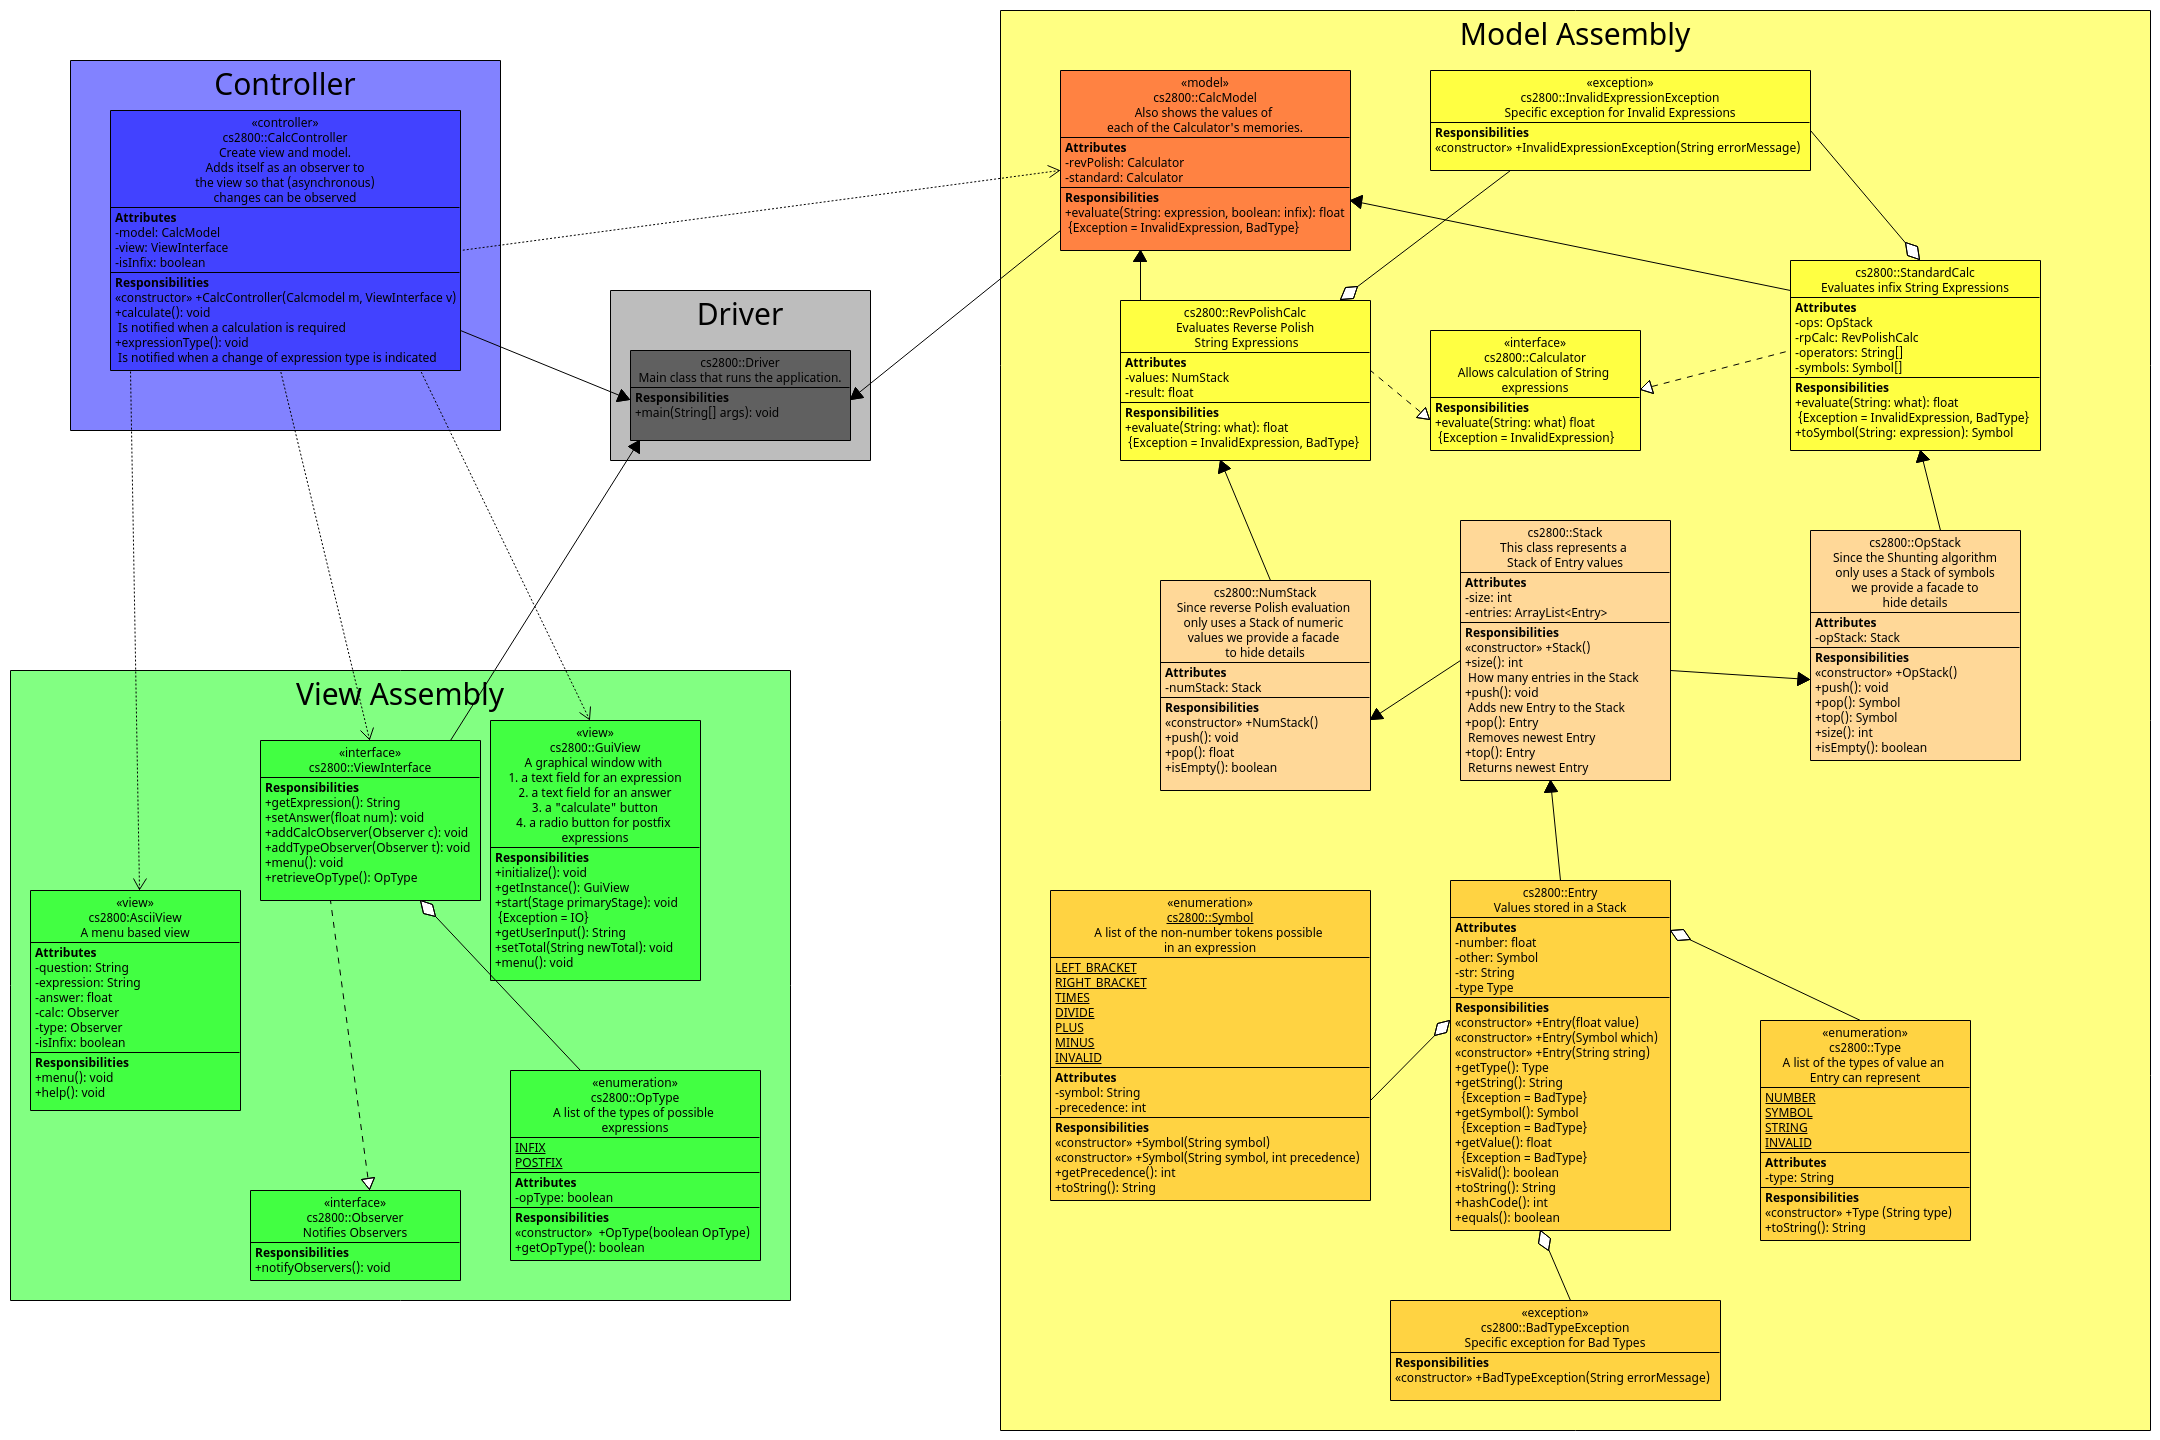 Controller
«controller»
cs2800::CalcController
Create view and model.
Adds itself as an observer to
the view so that (asynchronous)
changes can be observed
Attributes
-model: CalcModel
-view: ViewInterface
-isInfix: boolean
Responsibilities
«constructor» +CalcController(Calcmodel m, ViewInterface v)
+calculate(): void
Is notified when a calculation is required
+expressionType(): void
Is notified when a change of expression type is indicated
Driver
cs2800::Driver
Main class that runs the application.
Responsibilities
+main(String[] args): void
View Assembly
«interface»
cs2800::ViewInterface
Responsibilities
+getExpression(): String
+setAnswer(float num): void
+addCalcObserver(Observer c): void
+addTypeObserver(Observer t): void
+menu(): void
+retrieveOpType(): OpType
«view»
cs2800::GuiView
A graphical window with
1. a text field for an expression
2. a text field for an answer
3. a "calculate" button
4. a radio button for postfix
expressions
Responsibilities
+initialize(): void
+getInstance(): GuiView
+start(Stage primaryStage): void
{Exception = IO}
+getUserInput(): String
+setTotal(String newTotal): void
+menu(): void
«view»
cs2800:AsciiView
A menu based view
Attributes
-question: String
-expression: String
-answer: float
-calc: Observer
-type: Observer
-isInfix: boolean
Responsibilities
+menu(): void
+help(): void
«enumeration»
cs2800::OpType
A list of the types of possible
expressions
INFIX
POSTFIX
Attributes
-opType: boolean
Responsibilities
«constructor»  +OpType(boolean OpType)
+getOpType(): boolean
«interface»
cs2800::Observer
Notifies Observers
Responsibilities
+notifyObservers(): void
Model Assembly
«model»
cs2800::CalcModel
Also shows the values of
each of the Calculator's memories.
Attributes
-revPolish: Calculator
-standard: Calculator
Responsibilities
+evaluate(String: expression, boolean: infix): float
{Exception = InvalidExpression, BadType}
«exception»
cs2800::InvalidExpressionException
Specific exception for Invalid Expressions
Responsibilities
«constructor» +InvalidExpressionException(String errorMessage)
cs2800::RevPolishCalc
Evaluates Reverse Polish
String Expressions
Attributes
-values: NumStack
-result: float
Responsibilities
+evaluate(String: what): float
{Exception = InvalidExpression, BadType}
«interface»
cs2800::Calculator
Allows calculation of String
expressions
Responsibilities
+evaluate(String: what) float
{Exception = InvalidExpression}
cs2800::StandardCalc
Evaluates infix String Expressions
Attributes
-ops: OpStack
-rpCalc: RevPolishCalc
-operators: String[]
-symbols: Symbol[]
Responsibilities
+evaluate(String: what): float
{Exception = InvalidExpression, BadType}
+toSymbol(String: expression): Symbol
cs2800::NumStack
Since reverse Polish evaluation
only uses a Stack of numeric
values we provide a facade
to hide details
Attributes
-numStack: Stack
Responsibilities
«constructor» +NumStack()
+push(): void
+pop(): float
+isEmpty(): boolean
cs2800::Stack
This class represents a
Stack of Entry values
Attributes
-size: int
-entries: ArrayList<Entry>
Responsibilities
«constructor» +Stack()
+size(): int
How many entries in the Stack
+push(): void
Adds new Entry to the Stack
+pop(): Entry
Removes newest Entry
+top(): Entry
Returns newest Entry
cs2800::OpStack
Since the Shunting algorithm
only uses a Stack of symbols
we provide a facade to
hide details
Attributes
-opStack: Stack
Responsibilities
«constructor» +OpStack()
+push(): void
+pop(): Symbol
+top(): Symbol
+size(): int
+isEmpty(): boolean
«enumeration»
cs2800::Symbol
A list of the non-number tokens possible
in an expression
LEFT_BRACKET
RIGHT_BRACKET
TIMES
DIVIDE
PLUS
MINUS
INVALID
Attributes
-symbol: String
-precedence: int
Responsibilities
«constructor» +Symbol(String symbol)
«constructor» +Symbol(String symbol, int precedence)
+getPrecedence(): int
+toString(): String
cs2800::Entry
Values stored in a Stack
Attributes
-number: float
-other: Symbol
-str: String
-type Type
Responsibilities
«constructor» +Entry(float value)
«constructor» +Entry(Symbol which)
«constructor» +Entry(String string)
+getType(): Type
+getString(): String
{Exception = BadType}
+getSymbol(): Symbol
{Exception = BadType}
+getValue(): float
{Exception = BadType}
+isValid(): boolean
+toString(): String
+hashCode(): int
+equals(): boolean
«enumeration»
cs2800::Type
A list of the types of value an
Entry can represent
NUMBER
SYMBOL
STRING
INVALID
Attributes
-type: String
Responsibilities
«constructor» +Type (String type)
+toString(): String
«exception»
cs2800::BadTypeException
Specific exception for Bad Types
Responsibilities
«constructor» +BadTypeException(String errorMessage)